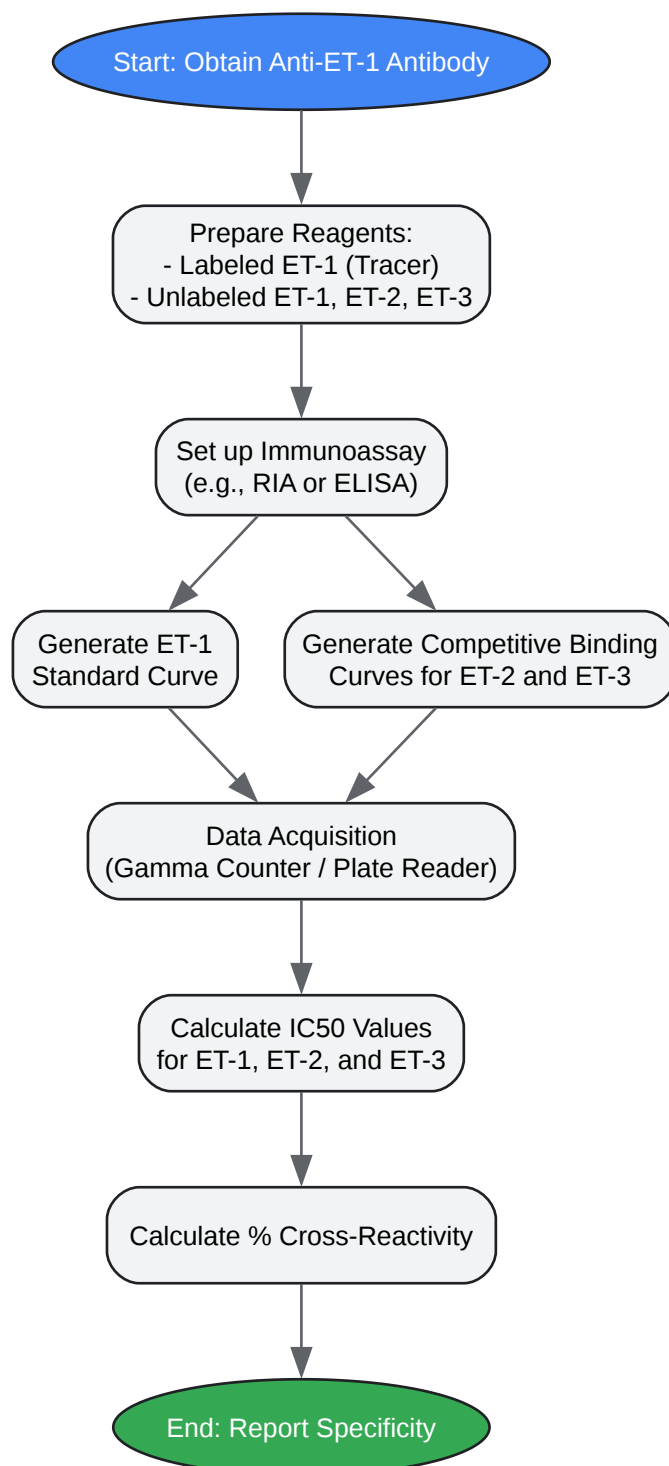 Start: Obtain Anti-ET-1 Antibody
Prepare Reagents:
- Labeled ET-1 (Tracer)
- Unlabeled ET-1, ET-2, ET-3
Set up Immunoassay
(e.g., RIA or ELISA)
Generate ET-1
Standard Curve
Generate Competitive Binding
Curves for ET-2 and ET-3
Data Acquisition
(Gamma Counter / Plate Reader)
Calculate IC50 Values
for ET-1, ET-2, and ET-3
Calculate % Cross-Reactivity
End: Report Specificity